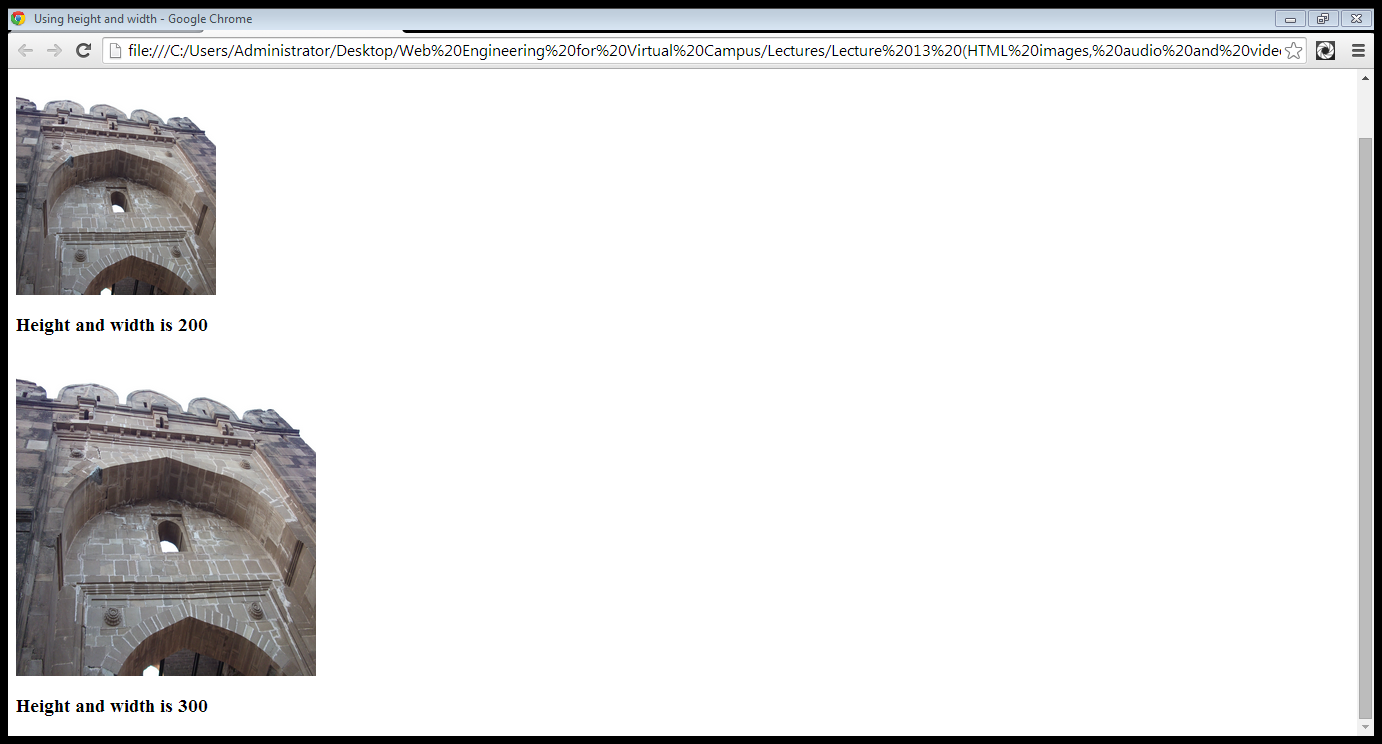 Using height and width - Google Chrome
file:///C:/Users/Administrator/Desktop/Web%20Engineering%20for%20Virtual%20Campus/Lectures/Lecture%2013%20(HTML%20images,%20audio%20and%20vide
Height and width is 200
Height and width is 300